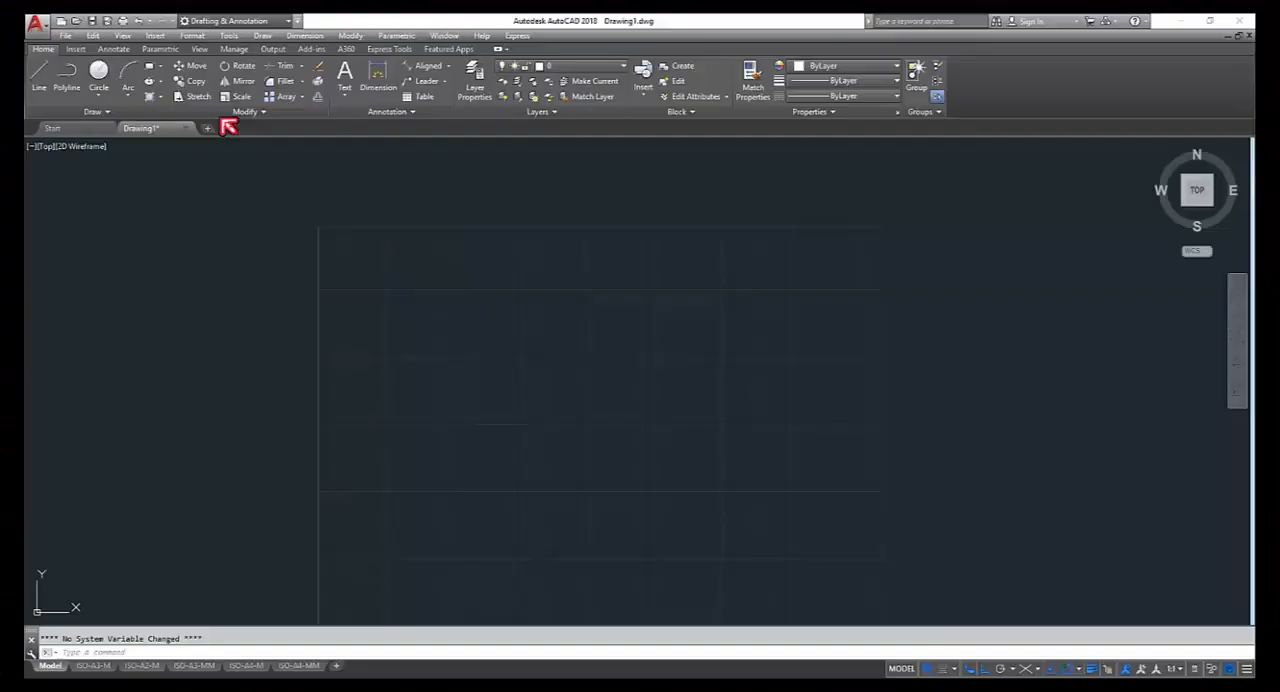 Drafting & Annotation
Autodesk AutoCAD 2018 Drawing1.dwg
Type a keyword or phrase
Sign In
File Edit View Insert Format Tools Draw Dimension Modify Parametric Window Help Express
Home Insert Annotate Parametric View Manage Output Add-ins A360 Express Tools Featured Apps
Line Polyline Circle Arc
Move Rotate Trim
Copy Mirror Fillet
Stretch Scale Array
Text Dimension
Aligned
Leader
Table
Layer Properties
0
Make Current
Match Layer
Insert
Create
Edit
Edit Attributes
Match Properties
ByLayer
ByLayer
ByLayer
Group
Draw Modify Annotation Layers Block Properties Groups
Start Drawing1*
[−][Top][2D Wireframe]
N
W TOP E
S
WCS
Y
X
**** No System Variable Changed ****
Type a command
Model ISO-A3-M ISO-A2-M ISO-A3-MM ISO-A4-M ISO-A4-MM
MODEL
1:1